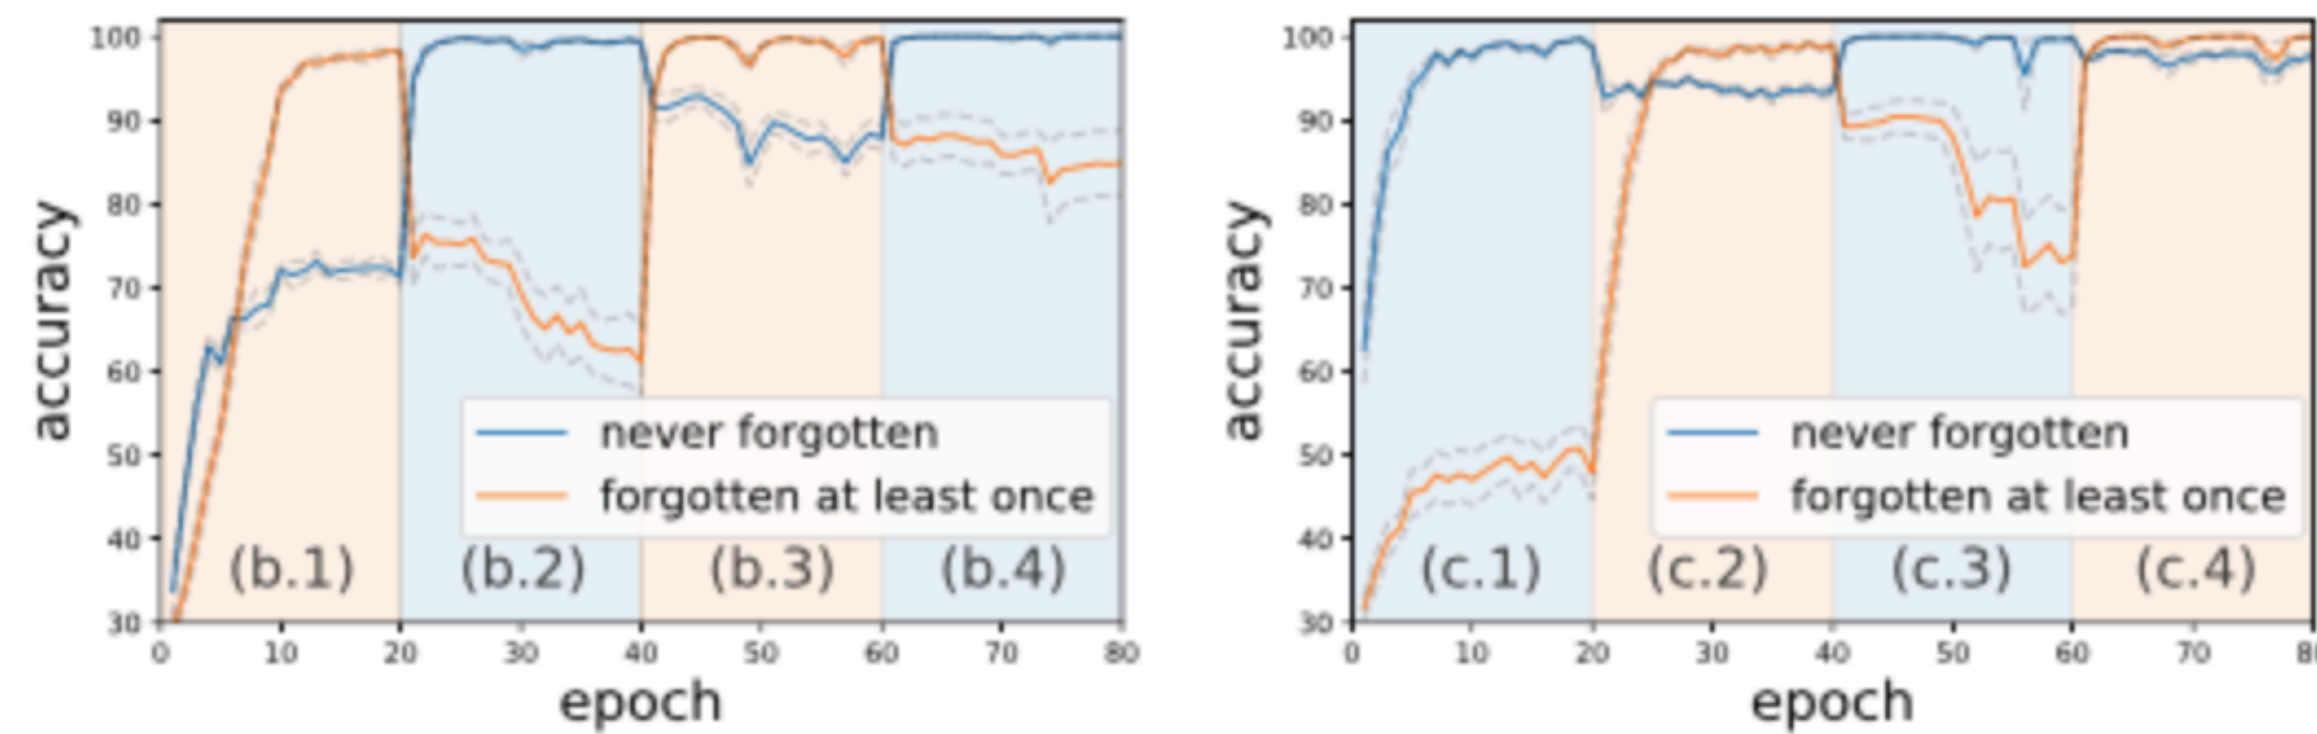 accuracy
100
90
80
70
60
50
40
30
never forgotten
forgotten at least once
(b.1) (b.2) (b.3) (b.4)
0 10 20 30 40 50 60 70 80
epoch
accuracy
100
90
80
70
60
50
40
30
never forgotten
forgotten at least once
(c.1) (c.2) (c.3) (c.4)
0 10 20 30 40 50 60 70 8
epoch